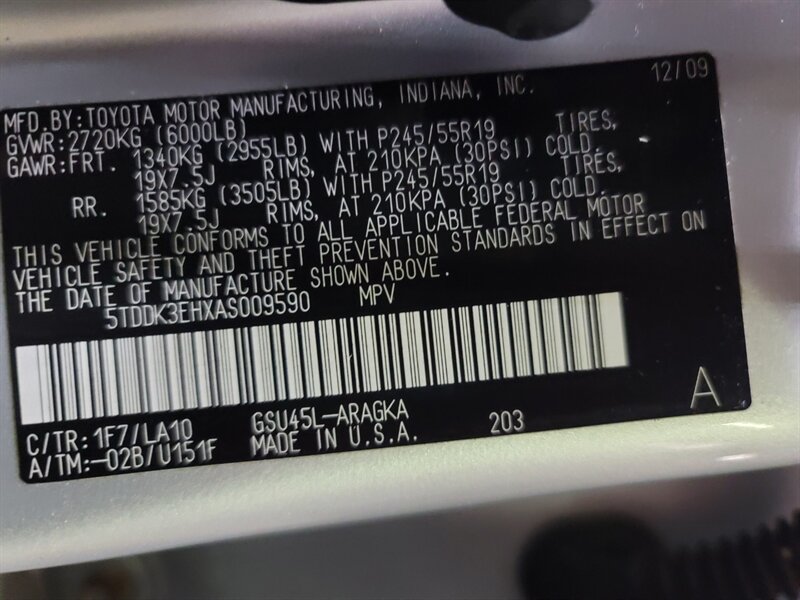 12/09
MFD.BY:TOYOTA MOTOR MANUFACTURING, INDIANA, INC.
GVWR:2720KG (6000LB)
GAWR:FRT. 1340KG (2955LB) WITH P245/55R19 TIRES,
19X7.5J RIMS, AT 210KPA (30PSI) COLD.
RR. 1585KG (3505LB) WITH P245/55R19 TIRES,
19X7.5J RIMS, AT 210KPA (30PSI) COLD.
THIS VEHICLE CONFORMS TO ALL APPLICABLE FEDERAL MOTOR
VEHICLE SAFETY AND THEFT PREVENTION STANDARDS IN EFFECT ON
THE DATE OF MANUFACTURE SHOWN ABOVE.
5TDDK3EHXAS009590 MPV
A
C/TR:1F7/LA10 GSU45L-ARAGKA 203
A/TM:-02B/U151F MADE IN U.S.A.